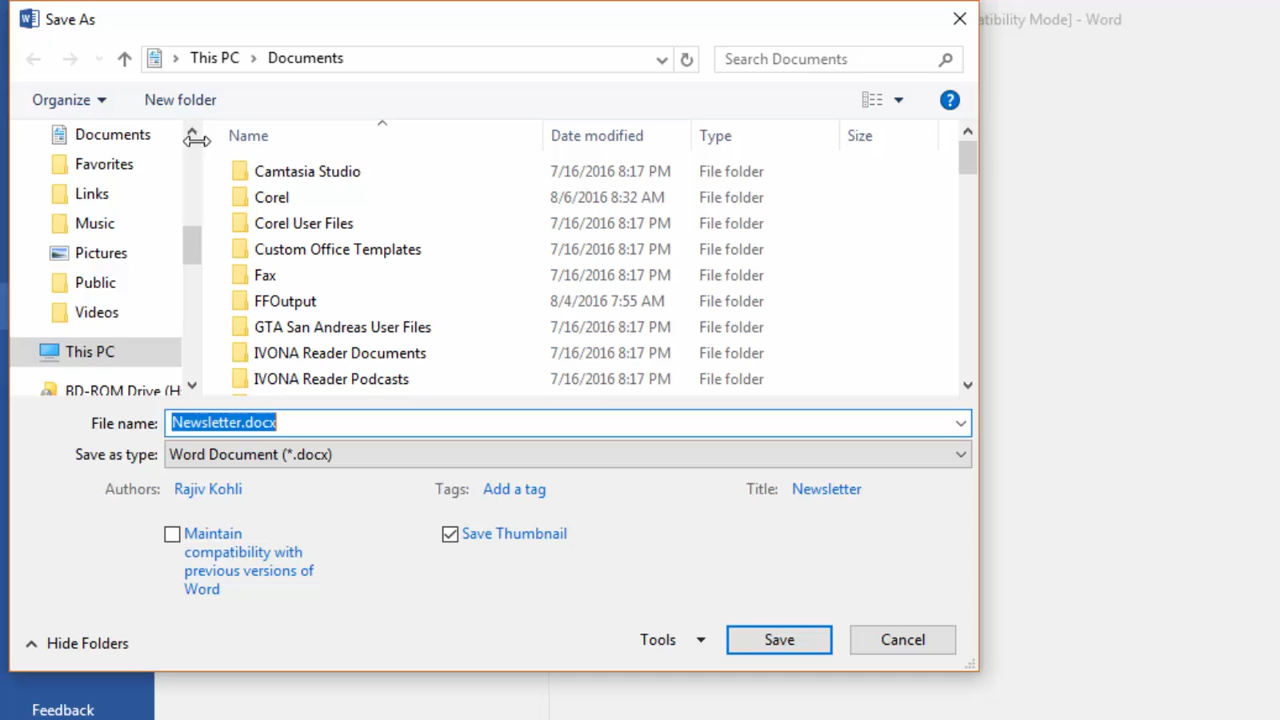 Save As
atibility Mode] - Word
This PC
Documents
Search Documents
Organize
New folder
?
Documents
Favorites
Links
Music
Pictures
Public
Videos
This PC
BD-ROM Drive (H
Name Date modified Type Size
Camtasia Studio 7/16/2016 8:17 PM File folder
Corel 8/6/2016 8:32 AM File folder
Corel User Files 7/16/2016 8:17 PM File folder
Custom Office Templates 7/16/2016 8:17 PM File folder
Fax 7/16/2016 8:17 PM File folder
FFOutput 8/4/2016 7:55 AM File folder
GTA San Andreas User Files 7/16/2016 8:17 PM File folder
IVONA Reader Documents 7/16/2016 8:17 PM File folder
IVONA Reader Podcasts 7/16/2016 8:17 PM File folder
File name: Newsletter.docx
Save as type: Word Document (*.docx)
Authors: Rajiv Kohli Tags: Add a tag Title: Newsletter
Maintain
compatibility with
previous versions of
Word
Save Thumbnail
Hide Folders
Tools
Save
Cancel
Feedback